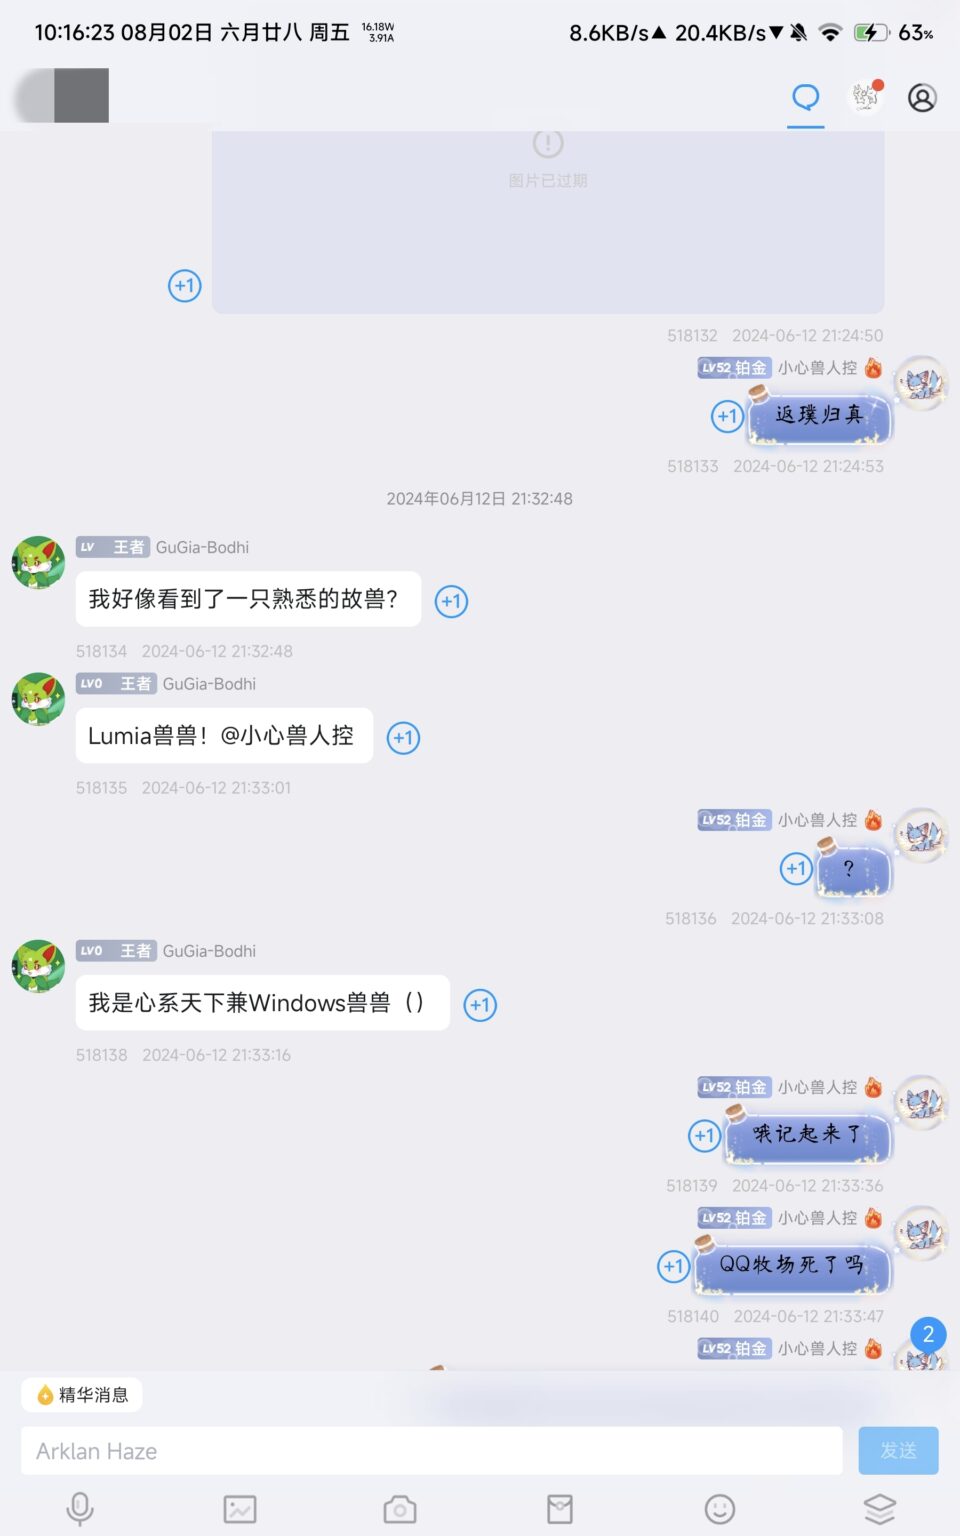 10:16:23 08月02日 六月廿八 周五 16.18W 3.91A 8.6KB/s▲ 20.4KB/s▼ 63%
图片已过期
+1
518132 2024-06-12 21:24:50
LV52 铂金 小心兽人控
+1 返璞归真
518133 2024-06-12 21:24:53
2024年06月12日 21:32:48
LV 王者 GuGia-Bodhi
我好像看到了一只熟悉的故兽? +1
518134 2024-06-12 21:32:48
LV0 王者 GuGia-Bodhi
Lumia兽兽！@小心兽人控 +1
518135 2024-06-12 21:33:01
LV52 铂金 小心兽人控
+1 ?
518136 2024-06-12 21:33:08
LV0 王者 GuGia-Bodhi
我是心系天下兼Windows兽兽（） +1
518138 2024-06-12 21:33:16
LV52 铂金 小心兽人控
+1 哦记起来了
518139 2024-06-12 21:33:36
LV52 铂金 小心兽人控
+1 QQ牧场死了吗
518140 2024-06-12 21:33:47
2
LV52 铂金 小心兽人控
精华消息
Arklan Haze 发送